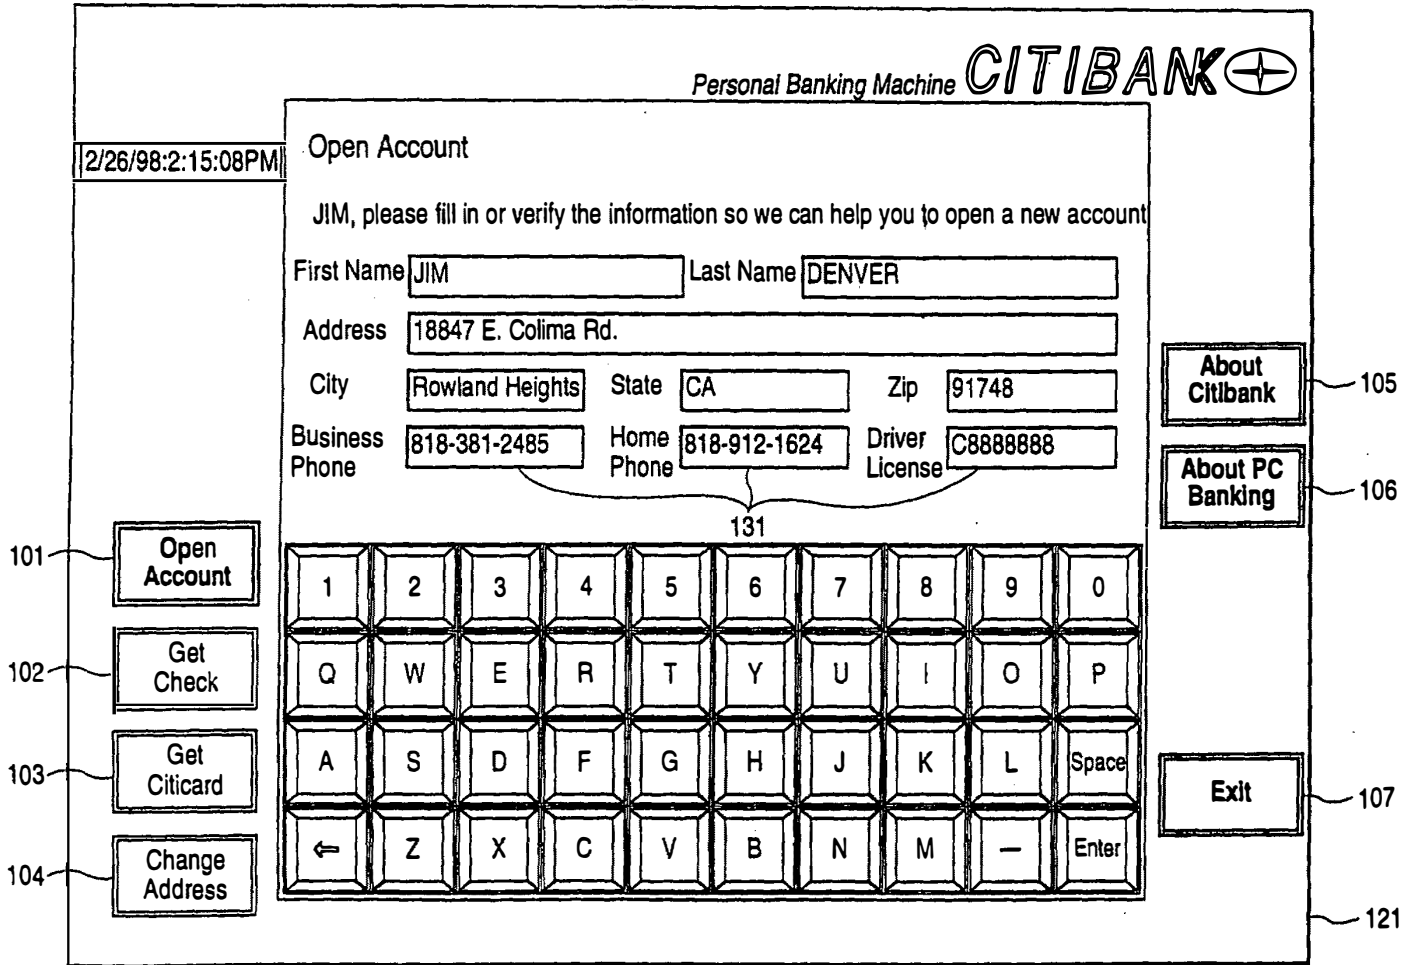 Personal Banking Machine CITIBANK
2/26/98:2:15:08PM
Open Account
JIM, please fill in or verify the information so we can help you to open a new account
First Name JIM Last Name DENVER
Address 18847 E. Colima Rd.
City Rowland Heights State CA Zip 91748
Business Phone 818-381-2485 Home Phone 818-912-1624 Driver License C8888888
131
About Citibank
105
About PC Banking
106
101
Open Account
102
Get Check
103
Get Citicard
104
Change Address
1 2 3 4 5 6 7 8 9 0
Q W E R T Y U I O P
A S D F G H J K L Space
⇐ Z X C V B N M — Enter
Exit
107
121